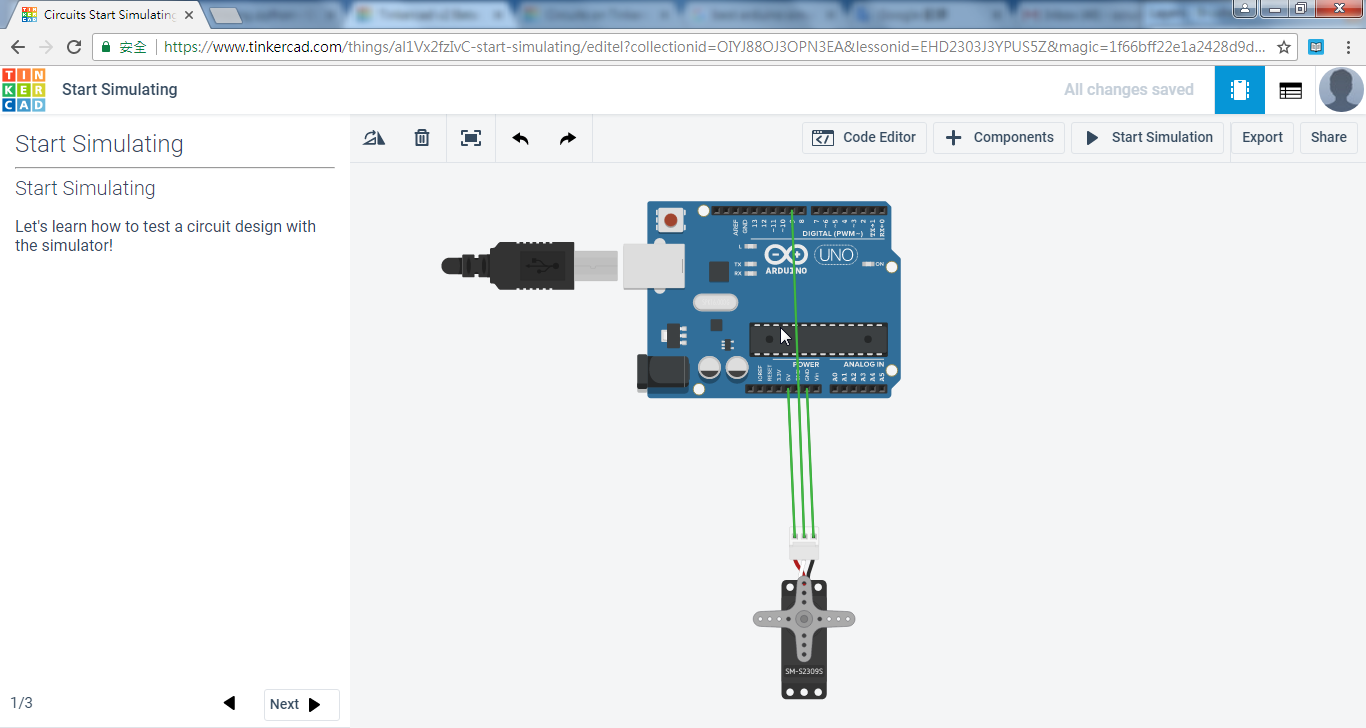 Circuits Start Simulating
安全
https://www.tinkercad.com/things/al1Vx2fzIvC-start-simulating/editel?collectionid=OIYJ88OJ3OPN3EA&lessonid=EHD2303J3YPUS5Z&magic=1f66bff22e1a2428d9d...
TIN
KER
CAD
Start Simulating
All changes saved
Start Simulating
Start Simulating
Let's learn how to test a circuit design with
the simulator!
1/3
Next
Code Editor
Components
Start Simulation
Export
Share
AREF
GND
13
12
~11
~10
~9
8
7
~6
~5
4
~3
2
TX→1
RX←0
DIGITAL (PWM~)
L
TX
RX
ARDUINO
UNO
ON
POWER
ANALOG IN
IOREF
RESET
3.3V
5V
GND
Vin
A0
A1
A2
A3
A4
A5
SM-S2309S